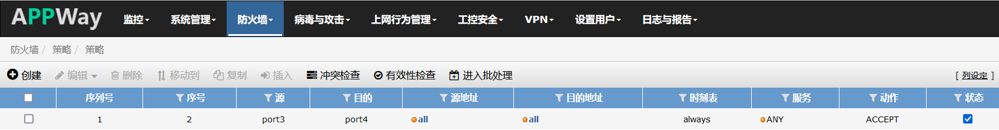 APPWay 监控 系统管理 防火墙 病毒与攻击 上网行为管理 工控安全 VPN 设置用户 日志与报告
防火墙 / 策略 / 策略
创建 编辑 删除 移动到 复制 插入 冲突检查 有效性检查 进入批处理 [ 列设定 ]
序列号 序号 源 目的 源地址 目的地址 时刻表 服务 动作 状态
1 2 port3 port4 all all always ANY ACCEPT